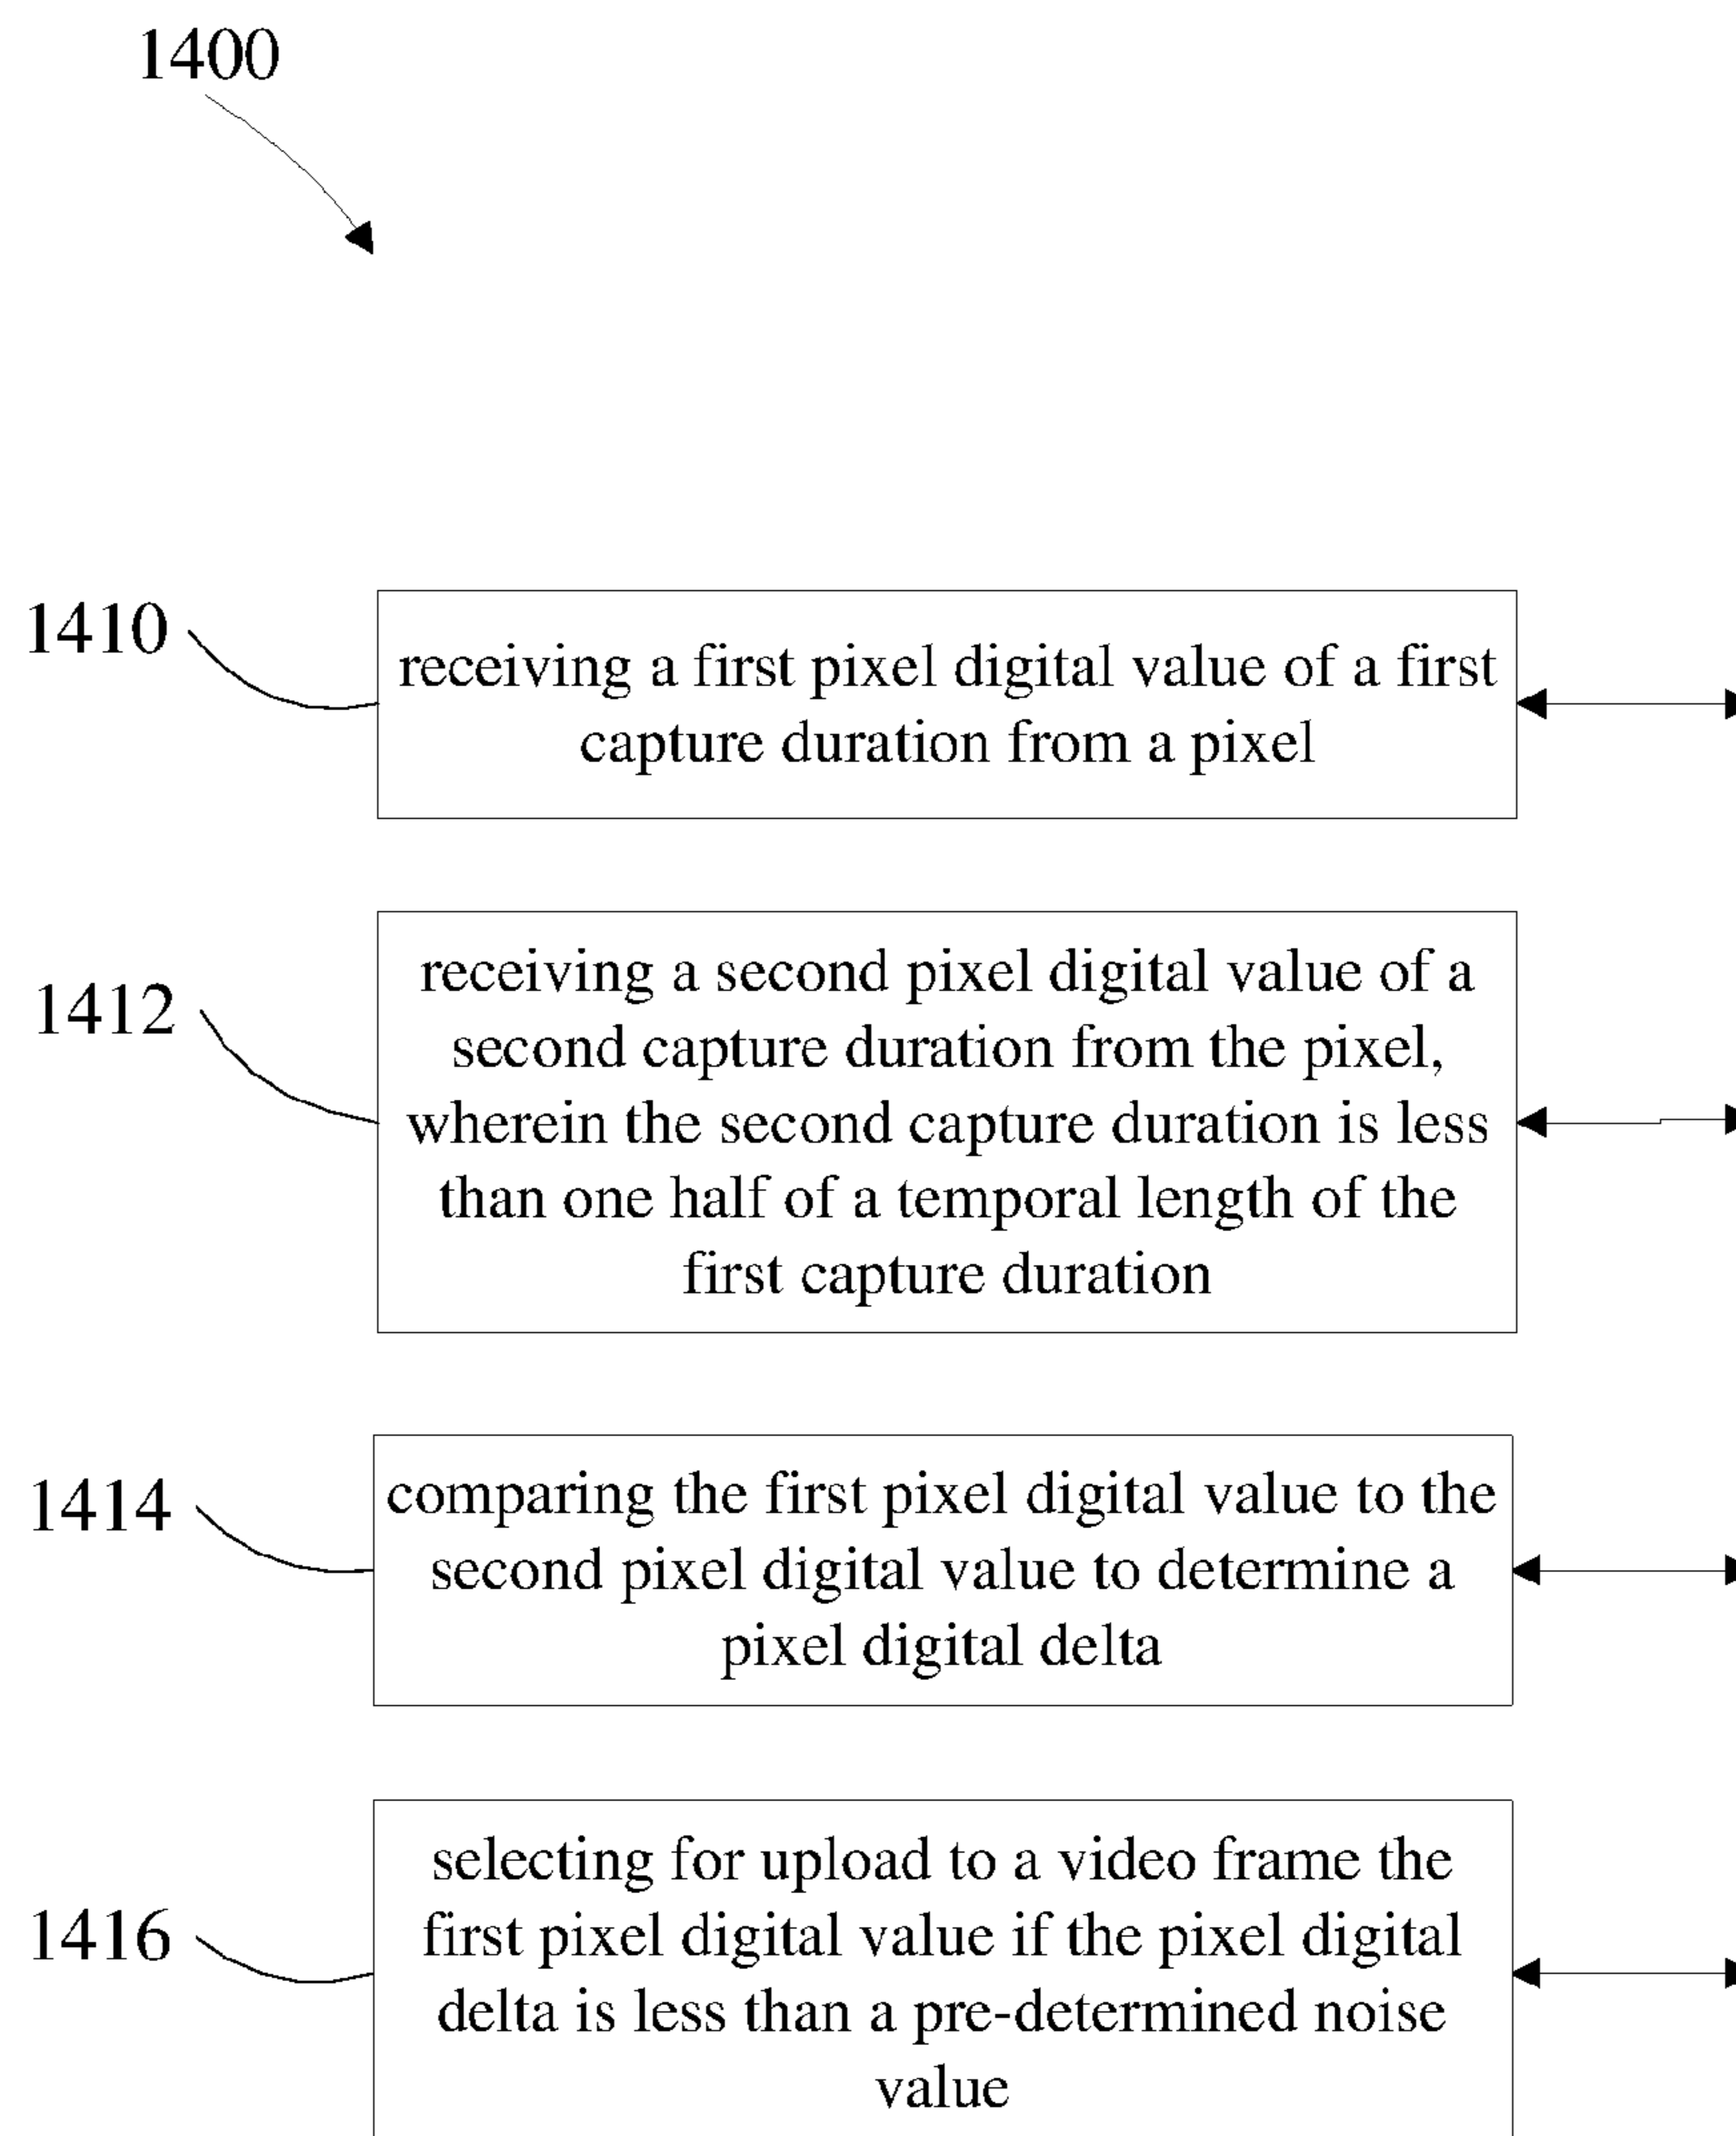 1400
1410
receiving a first pixel digital value of a first
capture duration from a pixel
1412
receiving a second pixel digital value of a
second capture duration from the pixel,
wherein the second capture duration is less
than one half of a temporal length of the
first capture duration
1414
comparing the first pixel digital value to the
second pixel digital value to determine a
pixel digital delta
1416
selecting for upload to a video frame the
first pixel digital value if the pixel digital
delta is less than a pre-determined noise
value